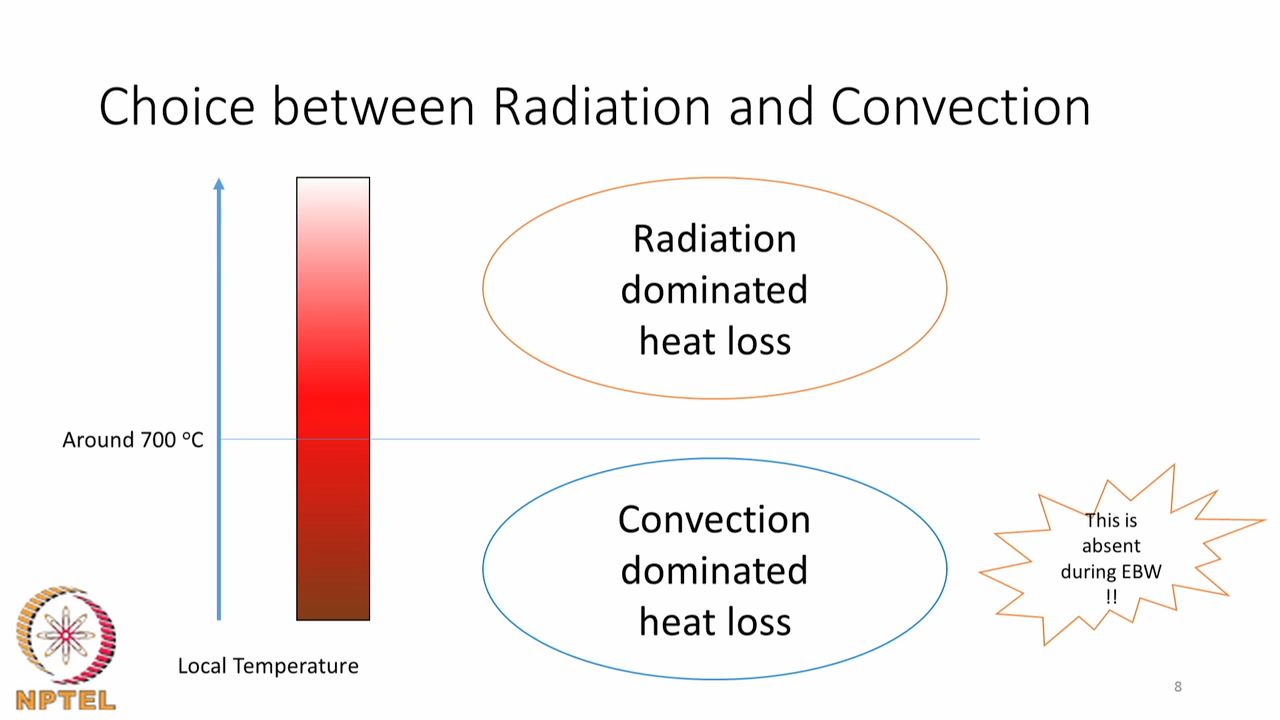 Choice between Radiation and Convection
Radiation
dominated
heat loss
Around 700 °C
Convection
dominated
heat loss
This is
absent
during EBW
!!
Local Temperature
NPTEL
8